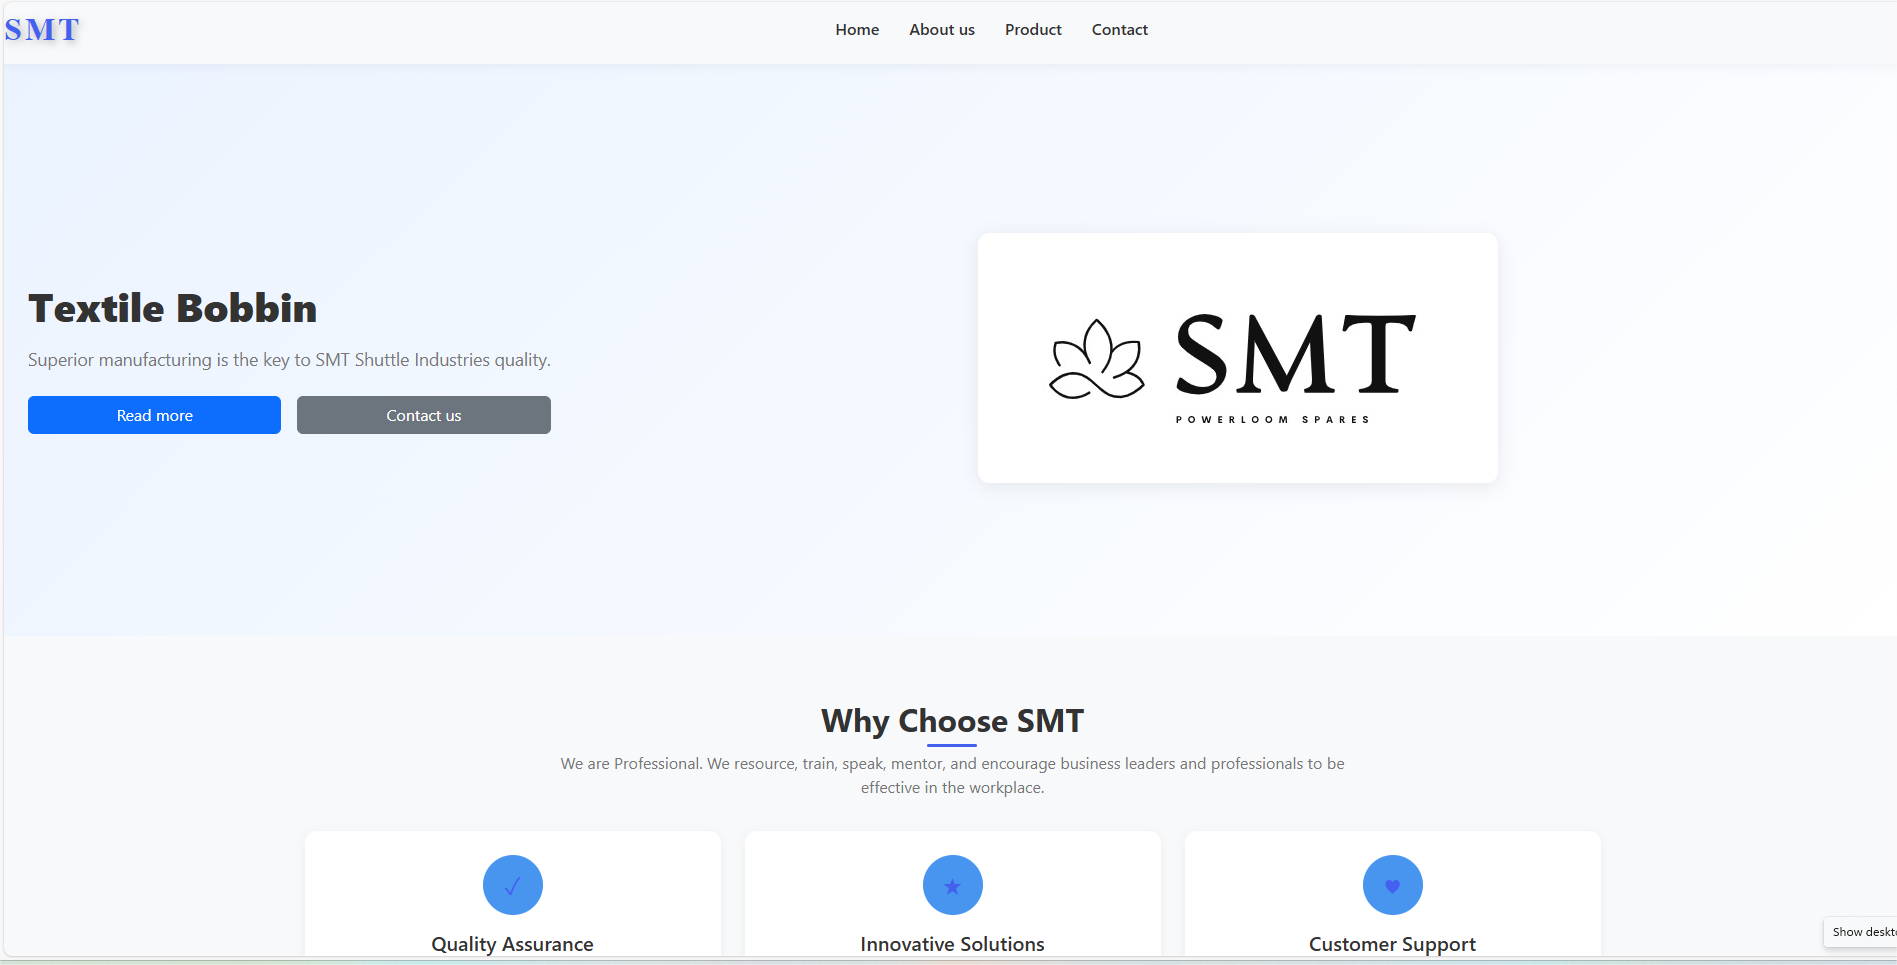 SMT
Home About us Product Contact
Textile Bobbin
Superior manufacturing is the key to SMT Shuttle Industries quality.
Read more Contact us
SMT
POWERLOOM SPARES
Why Choose SMT
We are Professional. We resource, train, speak, mentor, and encourage business leaders and professionals to be
effective in the workplace.
Quality Assurance Innovative Solutions Customer Support
Show